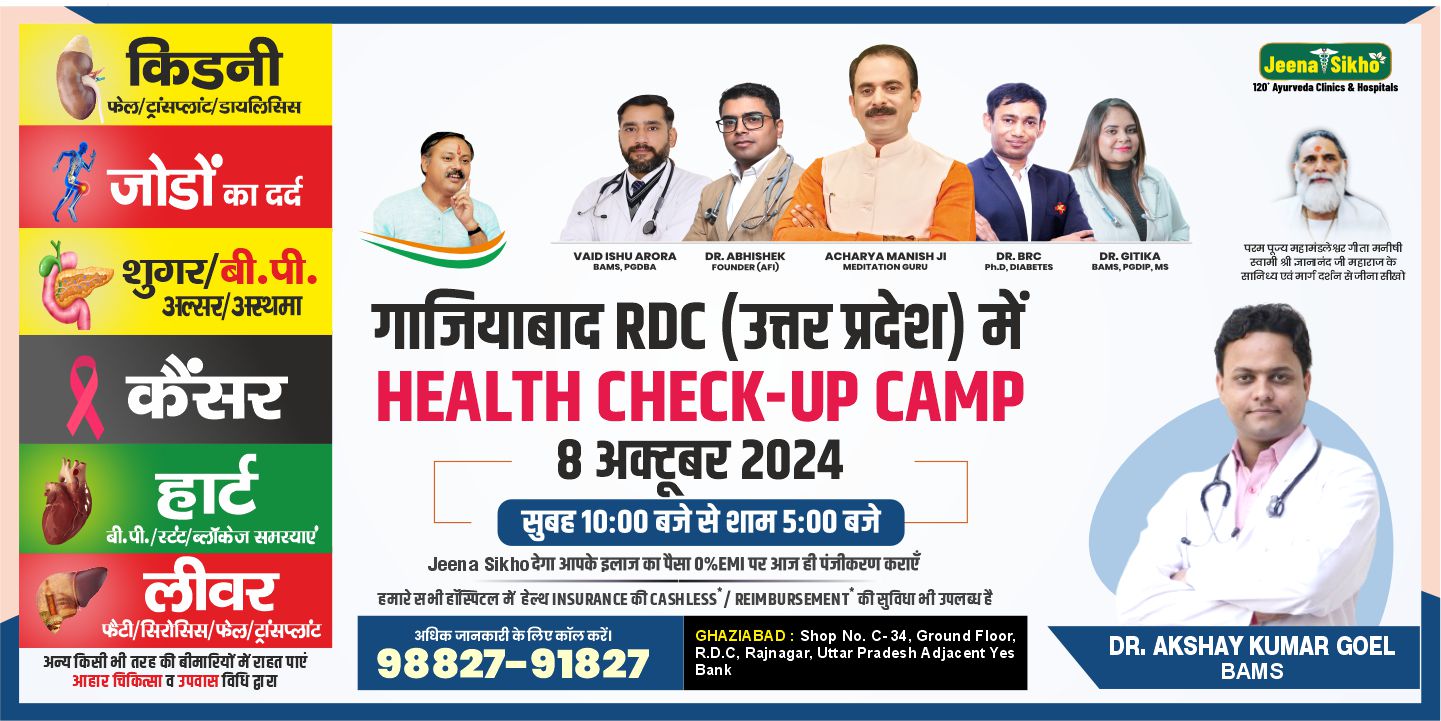 किडनी
फेल/ट्रांसप्लांट/डायलिसिस
जोडों का दर्द
शुगर/बी.पी.
अल्सर/अस्थमा
कैंसर
हार्ट
बी.पी./स्टंट/ब्लॉकेज समस्याएं
लीवर
फैटी/सिरोसिस/फेल/ट्रांसप्लांट
अन्य किसी भी तरह की बीमारियों में राहत पाएं
आहार चिकित्सा व उपवास विधि द्वारा
Jeena Sikho
120+ Ayurveda Clinics & Hospitals
VAID ISHU ARORA
BAMS, PGDBA
DR. ABHISHEK
FOUNDER (AFI)
ACHARYA MANISH JI
MEDITATION GURU
DR. BRC
Ph.D, DIABETES
DR. GITIKA
BAMS, PGDIP, MS
परम पूज्य महामंडलेश्वर गीता मनीषी
स्वामी श्री ज्ञानानंद जी महाराज के
सानिध्य एवं मार्ग दर्शन से जीना सीखो
गाजियाबाद RDC (उत्तर प्रदेश) में
HEALTH CHECK-UP CAMP
8 अक्टूबर 2024
सुबह 10:00 बजे से शाम 5:00 बजे
Jeena Sikho देगा आपके इलाज का पैसा 0%EMI पर आज ही पंजीकरण कराएँ
हमारे सभी हॉस्पिटल में हेल्थ INSURANCE की CASHLESS*/ REIMBURSEMENT* की सुविधा भी उपलब्ध है
अधिक जानकारी के लिए कॉल करें।
98827-91827
GHAZIABAD : Shop No. C-34, Ground Floor,
R.D.C, Rajnagar, Uttar Pradesh Adjacent Yes
Bank
DR. AKSHAY KUMAR GOEL
BAMS